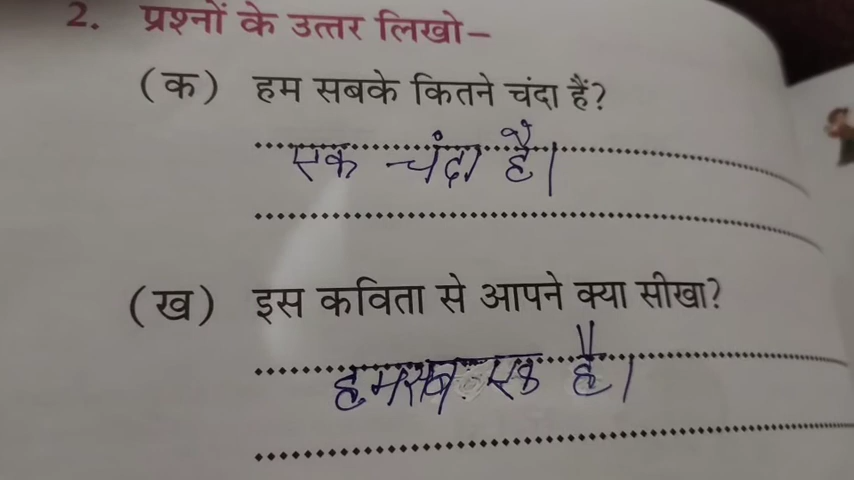 2. प्रश्नों के उत्तर लिखो–
(क) हम सबके कितने चंदा हैं?
एक चंदा है।
(ख) इस कविता से आपने क्या सीखा?
हम सब एक है।